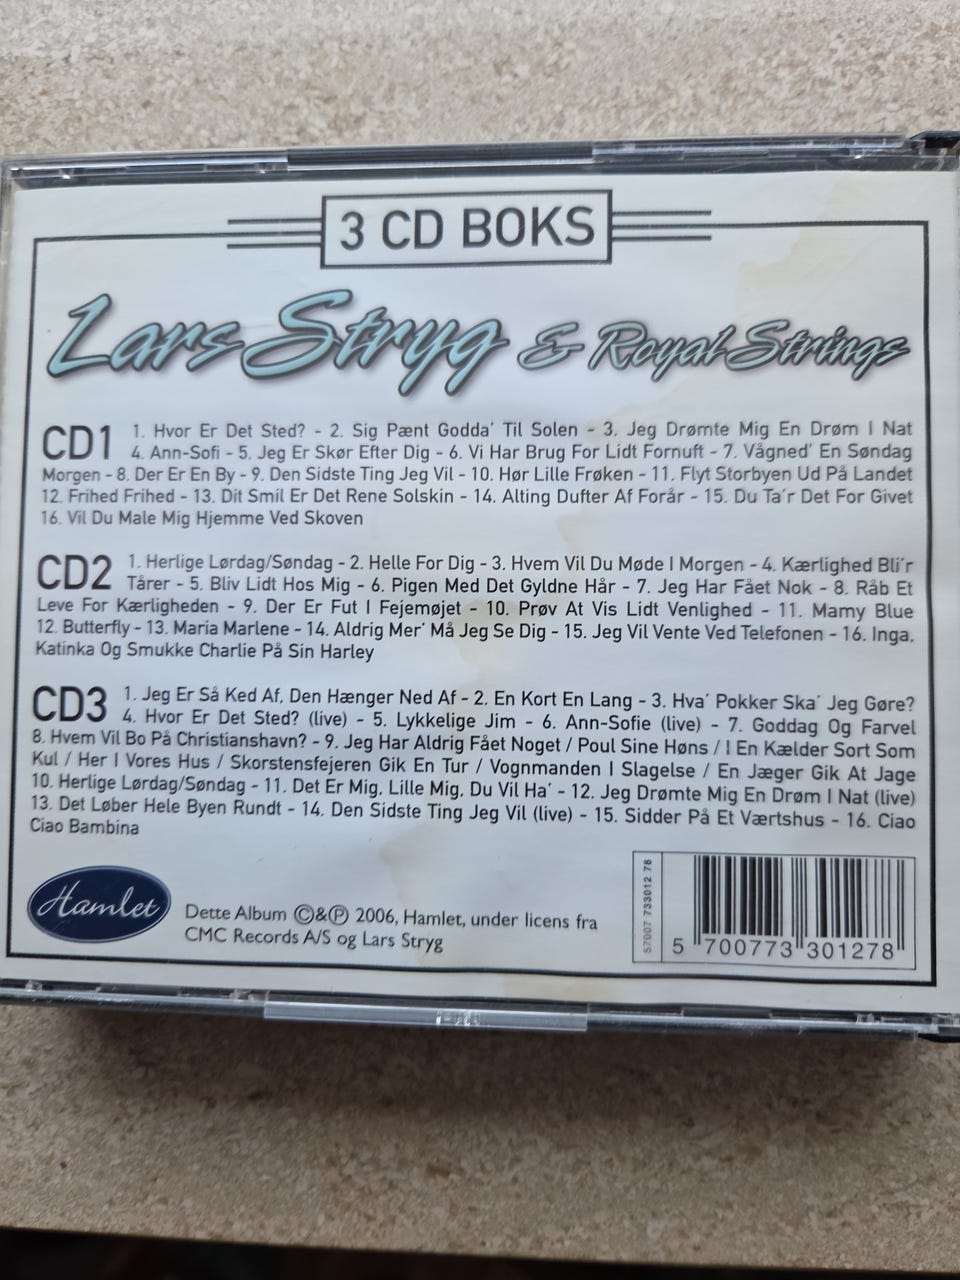 3 CD BOKS
Lars Stryg & Royal Strings
CD1 1. Hvor Er Det Sted? - 2. Sig Pænt Godda' Til Solen - 3. Jeg Drømte Mig En Drøm I Nat
4. Ann-Sofi - 5. Jeg Er Skør Efter Dig - 6. Vi Har Brug For Lidt Fornuft - 7. Vågned' En Søndag
Morgen - 8. Der Er En By - 9. Den Sidste Ting Jeg Vil - 10. Hør Lille Frøken - 11. Flyt Storbyen Ud På Landet
12. Frihed Frihed - 13. Dit Smil Er Det Rene Solskin - 14. Alting Dufter Af Forår - 15. Du Ta'r Det For Givet
16. Vil Du Male Mig Hjemme Ved Skoven
CD2 1. Herlige Lørdag/Søndag - 2. Helle For Dig - 3. Hvem Vil Du Møde I Morgen - 4. Kærlighed Bli'r
Tårer - 5. Bliv Lidt Hos Mig - 6. Pigen Med Det Gyldne Hår - 7. Jeg Har Fået Nok - 8. Råb Et
Leve For Kærligheden - 9. Der Er Fut I Fejemøjet - 10. Prøv At Vis Lidt Venlighed - 11. Mamy Blue
12. Butterfly - 13. Maria Marlene - 14. Aldrig Mer' Må Jeg Se Dig - 15. Jeg Vil Vente Ved Telefonen - 16. Inga,
Katinka Og Smukke Charlie På Sin Harley
CD3 1. Jeg Er Så Ked Af, Den Hænger Ned Af - 2. En Kort En Lang - 3. Hva' Pokker Ska' Jeg Gøre?
4. Hvor Er Det Sted? (live) - 5. Lykkelige Jim - 6. Ann-Sofie (live) - 7. Goddag Og Farvel
8. Hvem Vil Bo På Christianshavn? - 9. Jeg Har Aldrig Fået Noget / Poul Sine Høns / I En Kælder Sort Som
Kul / Her I Vores Hus / Skorstensfejeren Gik En Tur / Vognmanden I Slagelse / En Jæger Gik At Jage
10. Herlige Lørdag/Søndag - 11. Det Er Mig, Lille Mig, Du Vil Ha' - 12. Jeg Drømte Mig En Drøm I Nat (live)
13. Det Løber Hele Byen Rundt - 14. Den Sidste Ting Jeg Vil (live) - 15. Sidder På Et Værtshus - 16. Ciao
Ciao Bambina
Hamlet
Dette Album ©&℗ 2006, Hamlet, under licens fra
CMC Records A/S og Lars Stryg
57007 733012 78
5 700773 301278